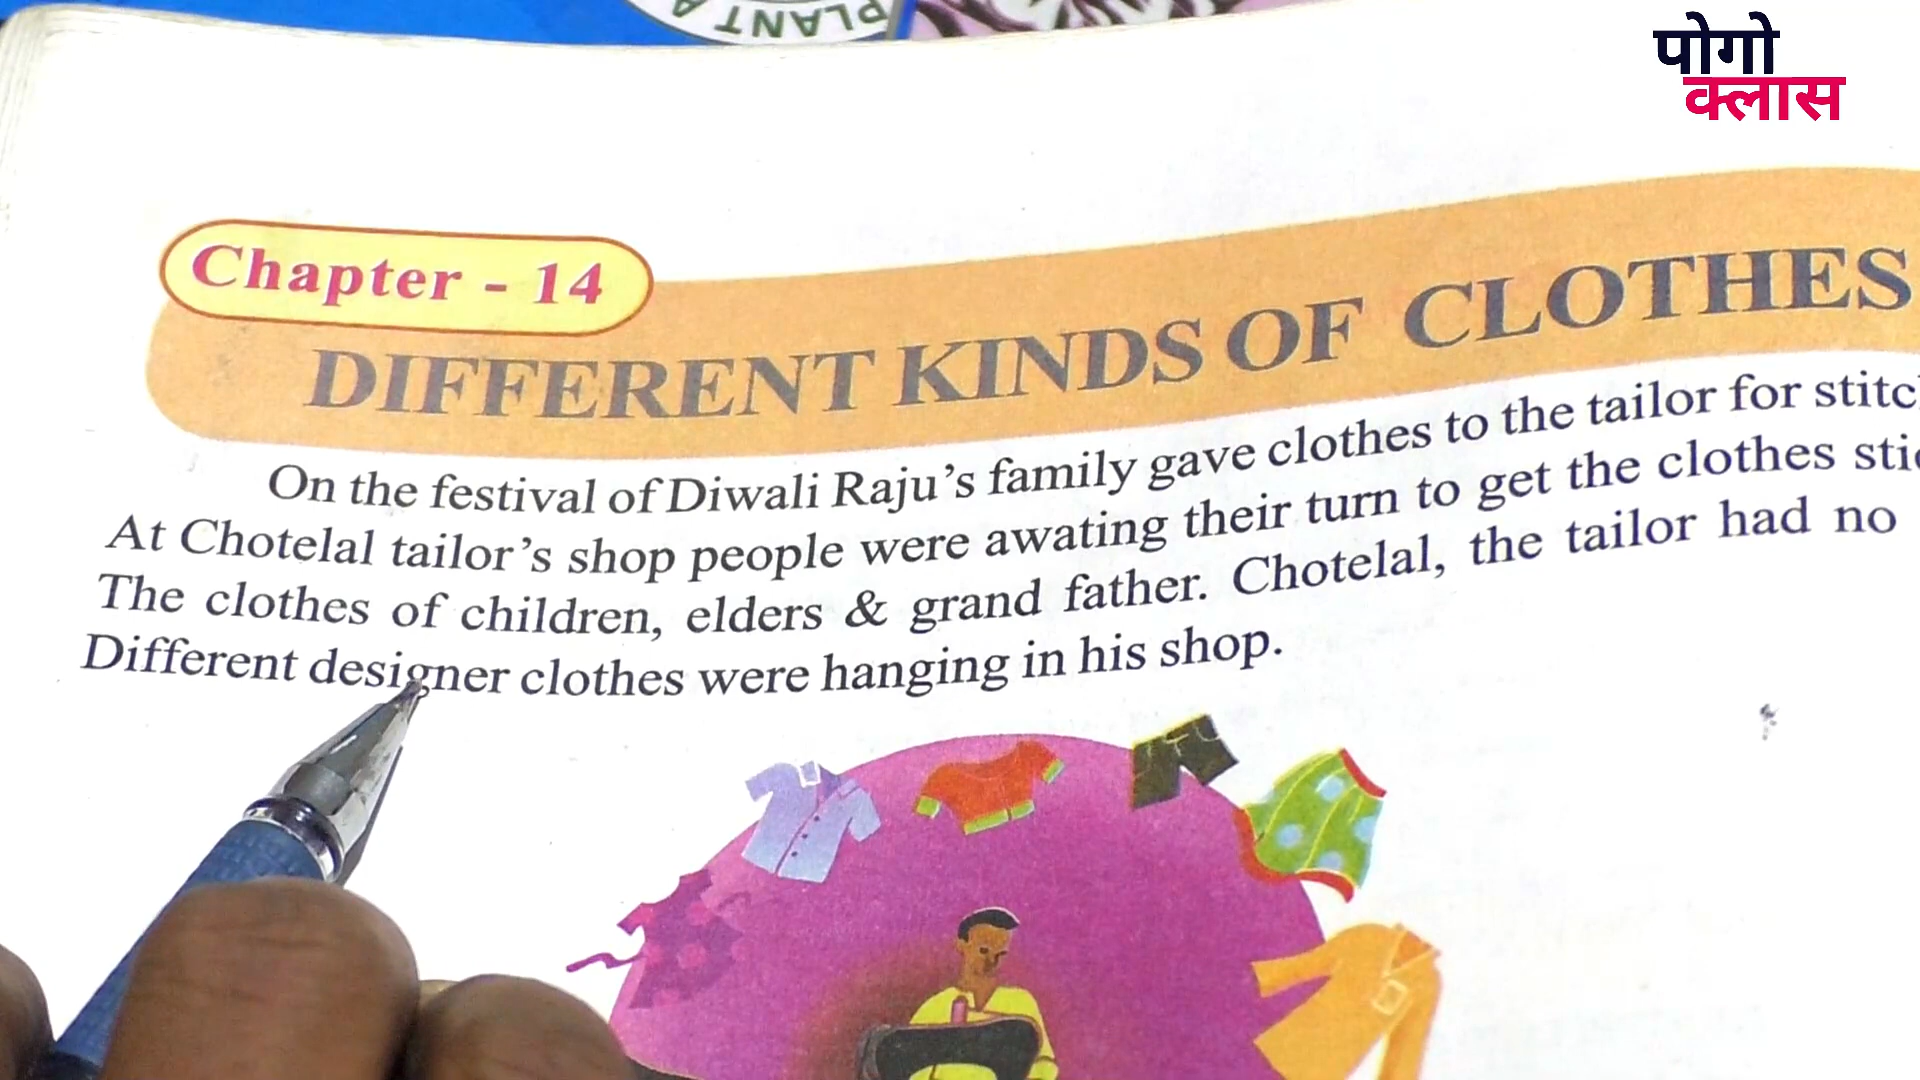 PLANT A
पोगो
क्लास
Chapter - 14
DIFFERENT KINDS OF CLOTHES
On the festival of Diwali Raju's family gave clothes to the tailor for
At Chotelal tailor's shop people were awating their turn to get the clothes
The clothes of children, elders & grand father. Chotelal, the tailor had no
Different designer clothes were hanging in his shop.